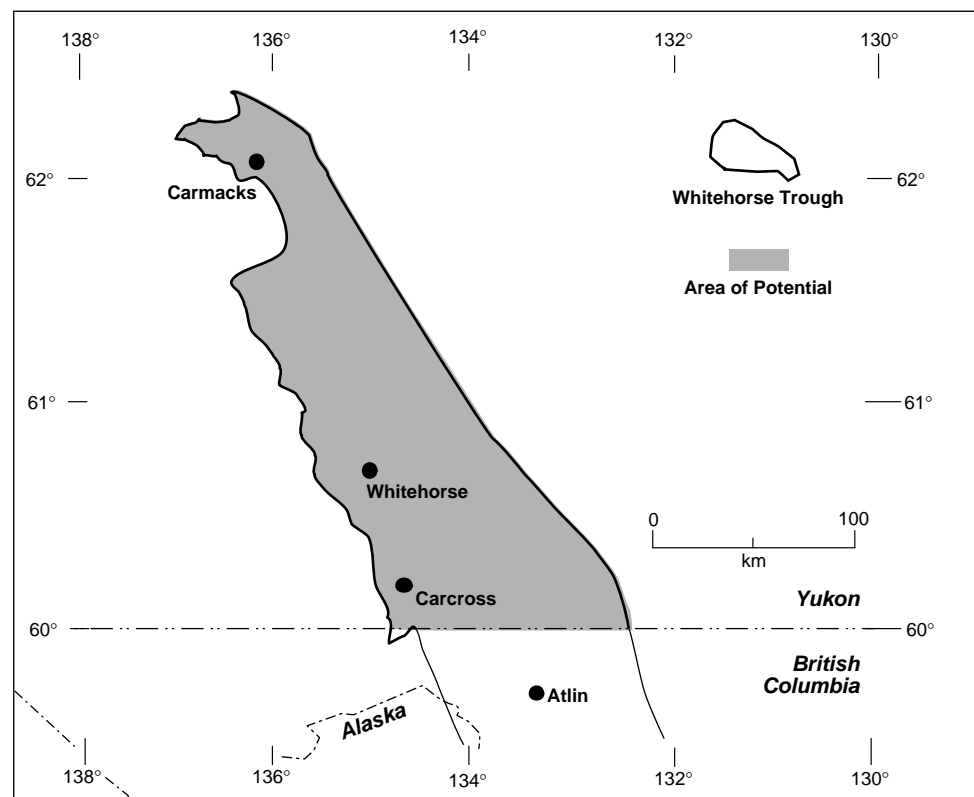 138° 136° 134° 132° 130°
62° 62°
Carmacks
Whitehorse Trough
Area of Potential
61° 61°
Whitehorse
0 100
km
Carcross
Yukon
60° 60°
British
Columbia
Atlin
Alaska
138° 136° 134° 132° 130°